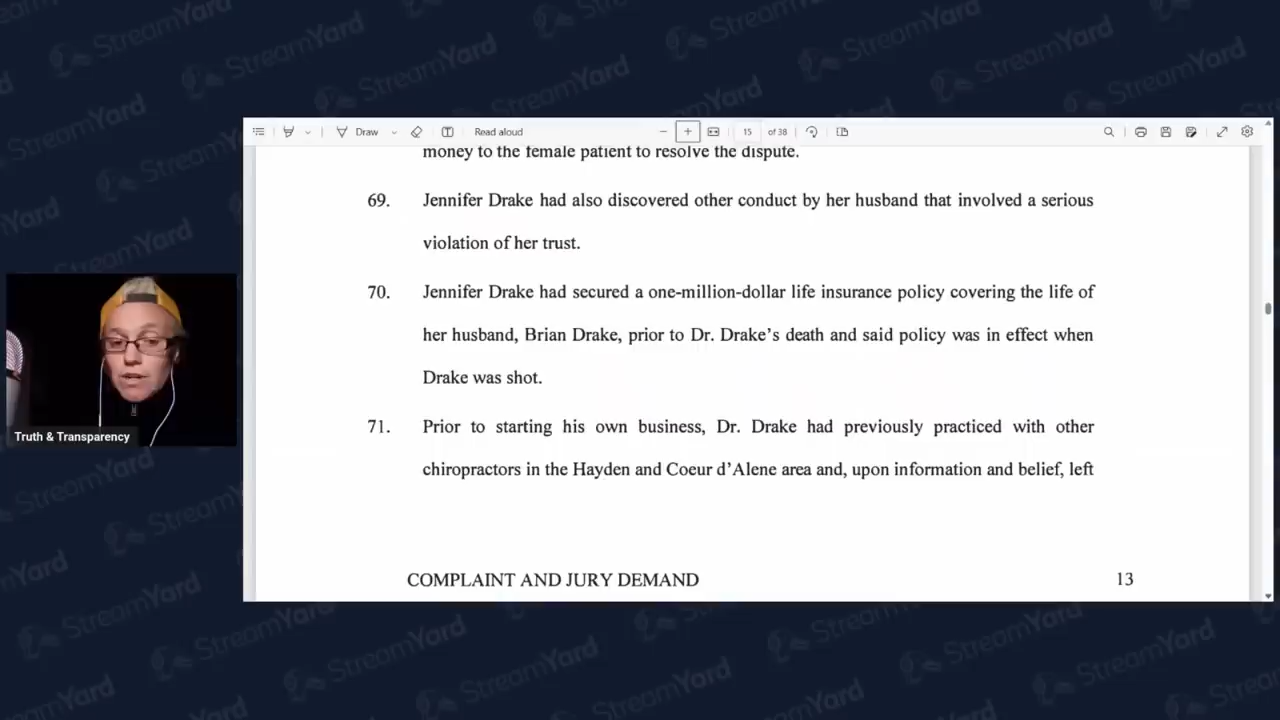 Draw
Read aloud
15 of 38
money to the female patient to resolve the dispute.
69. Jennifer Drake had also discovered other conduct by her husband that involved a serious
violation of her trust.
70. Jennifer Drake had secured a one-million-dollar life insurance policy covering the life of
her husband, Brian Drake, prior to Dr. Drake's death and said policy was in effect when
Drake was shot.
71. Prior to starting his own business, Dr. Drake had previously practiced with other
chiropractors in the Hayden and Coeur d'Alene area and, upon information and belief, left
COMPLAINT AND JURY DEMAND 13
Truth & Transparency
StreamYard